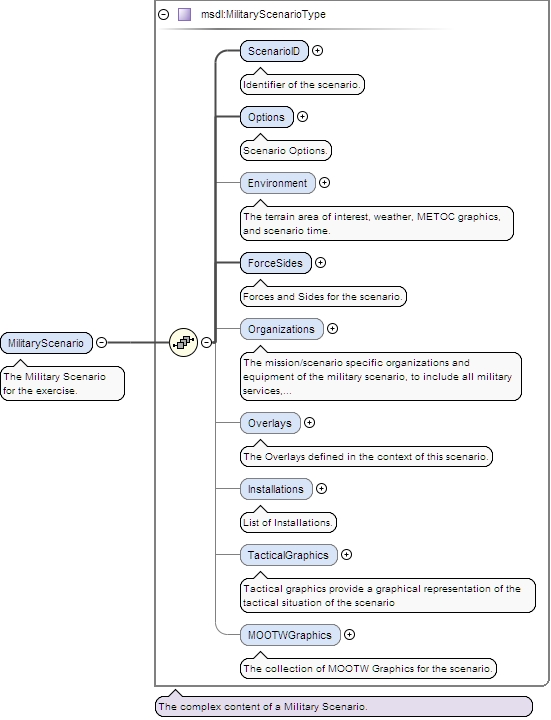 msdl:MilitaryScenarioType
ScenarioID
Identifier of the scenario.
Options
Scenario Options.
Environment
The terrain area of interest, weather, METOC graphics,
and scenario time.
ForceSides
Forces and Sides for the scenario.
MilitaryScenario
The Military Scenario
for the exercise.
Organizations
The mission/scenario specific organizations and
equipment of the military scenario, to include all military
services,...
Overlays
The Overlays defined in the context of this scenario.
Installations
List of Installations.
TacticalGraphics
Tactical graphics provide a graphical representation of the
tactical situation of the scenario
MOOTWGraphics
The collection of MOOTW Graphics for the scenario.
The complex content of a Military Scenario.